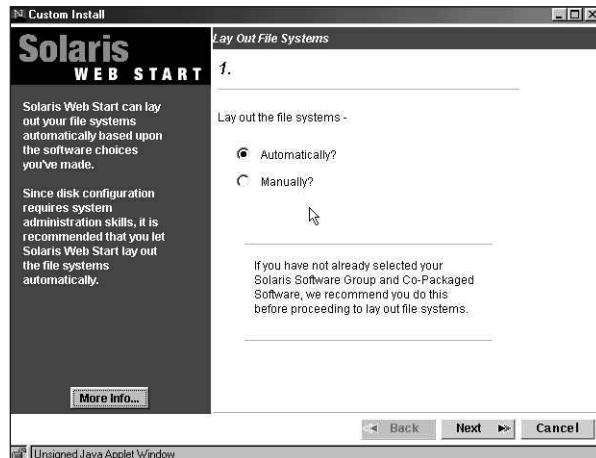 Custom Install
Solaris
WEB START
Solaris Web Start can lay
out your file systems
automatically based upon
the software choices
you've made.
Since disk configuration
requires system
administration skills, it is
recommended that you let
Solaris Web Start lay out
the file systems
automatically.
More Info...
Lay Out File Systems
1.
Lay out the file systems -
Automatically?
Manually?
If you have not already selected your
Solaris Software Group and Co-Packaged
Software, we recommend you do this
before proceeding to lay out file systems.
Back
Next
Cancel
Unsigned Java Applet Window